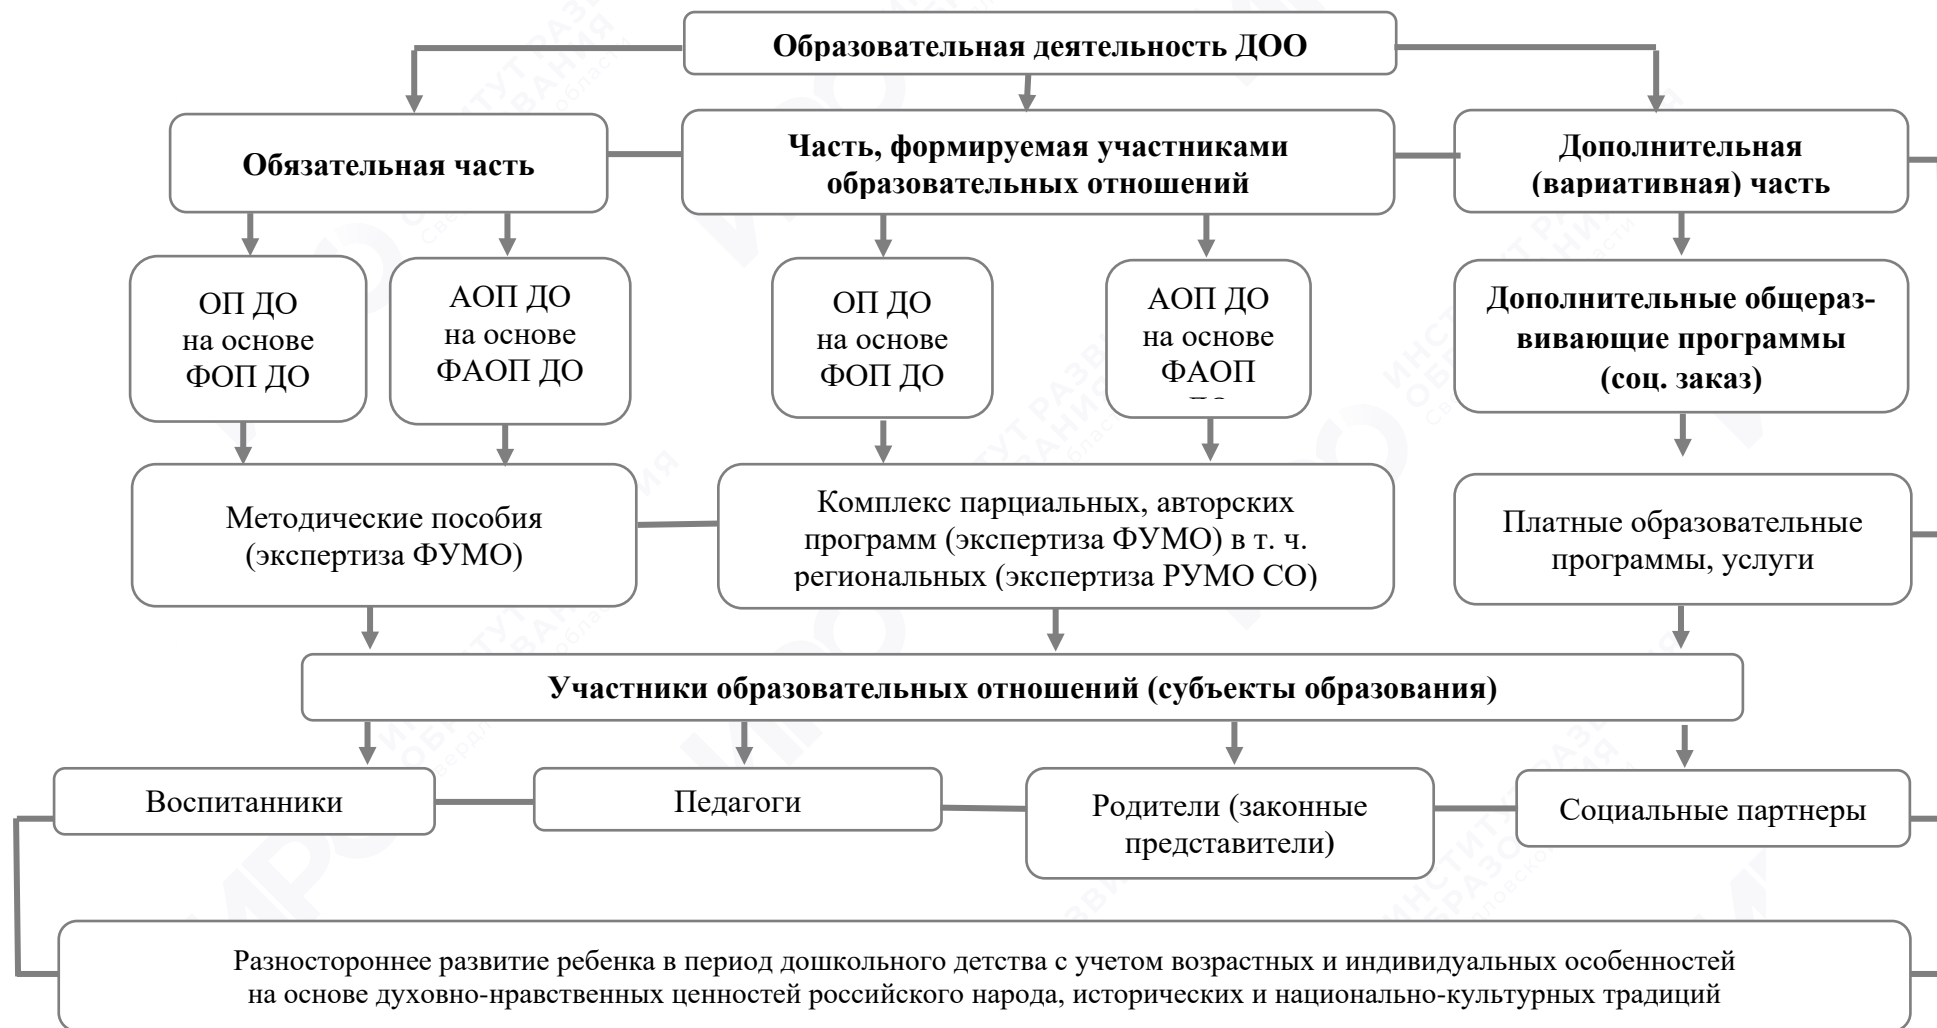 Образовательная деятельность ДОО
Обязательная часть
Часть, формируемая участниками
образовательных отношений
Дополнительная
(вариативная) часть
ОП ДО
на основе
ФОП ДО
АОП ДО
на основе
ФАОП ДО
ОП ДО
на основе
ФОП ДО
АОП ДО
на основе
ФАОП
Дополнительные общераз-
вивающие программы
(соц. заказ)
Методические пособия
(экспертиза ФУМО)
Комплекс парциальных, авторских
программ (экспертиза ФУМО) в т. ч.
региональных (экспертиза РУМО СО)
Платные образовательные
программы, услуги
Участники образовательных отношений (субъекты образования)
Воспитанники
Педагоги
Родители (законные
представители)
Социальные партнеры
Разностороннее развитие ребенка в период дошкольного детства с учетом возрастных и индивидуальных особенностей
на основе духовно-нравственных ценностей российского народа, исторических и национально-культурных традиций